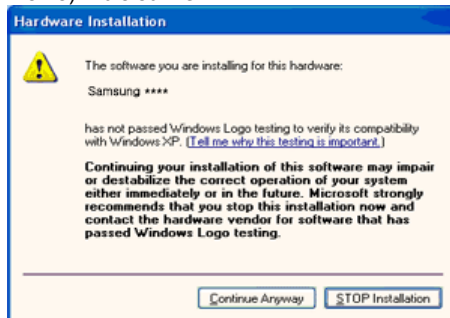 Hardware Installation
The software you are installing for this hardware:
Samsung ****
has not passed Windows Logo testing to verify its compatibility
with Windows XP. (Tell me why this testing is important.)
Continuing your installation of this software may impair
or destabilize the correct operation of your system
either immediately or in the future. Microsoft strongly
recommends that you stop this installation now and
contact the hardware vendor for software that has
passed Windows Logo testing.
Continue Anyway STOP Installation